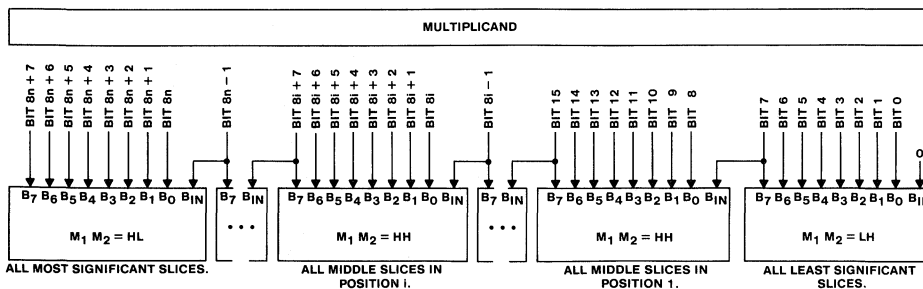 MULTIPLICAND
BIT 8n + 7 BIT 8n + 6 BIT 8n + 5 BIT 8n + 4 BIT 8n + 3 BIT 8n + 2 BIT 8n + 1 BIT 8n BIT 8n − 1 BIT 8i + 7 BIT 8i + 6 BIT 8i + 5 BIT 8i + 4 BIT 8i + 3 BIT 8i + 2 BIT 8i + 1 BIT 8i BIT 8i − 1 BIT 15 BIT 14 BIT 13 BIT 12 BIT 11 BIT 10 BIT 9 BIT 8 BIT 7 BIT 6 BIT 5 BIT 4 BIT 3 BIT 2 BIT 1 BIT 0 0
B7 B6 B5 B4 B3 B2 B1 B0 BIN B7 BIN B7 B6 B5 B4 B3 B2 B1 B0 BIN B7 BIN B7 B6 B5 B4 B3 B2 B1 B0 BIN B7 B6 B5 B4 B3 B2 B1 B0 BIN
M1 M2 = HL • • • M1 M2 = HH • • • M1 M2 = HH M1 M2 = LH
ALL MOST SIGNIFICANT SLICES. ALL MIDDLE SLICES IN ALL MIDDLE SLICES IN ALL LEAST SIGNIFICANT
POSITION i. POSITION 1. SLICES.